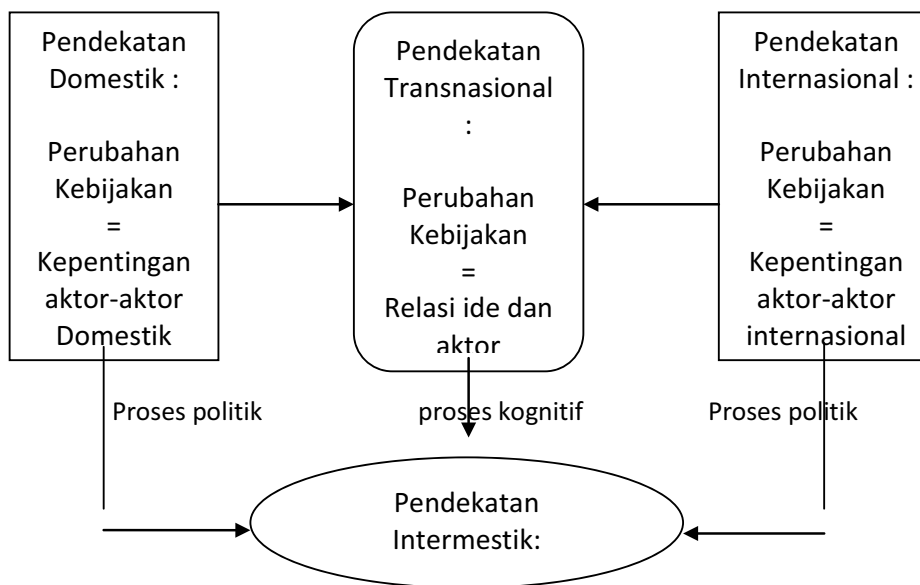 Pendekatan
Domestik :
Perubahan
Kebijakan
=
Kepentingan
aktor-aktor
Domestik
Pendekatan
Transnasional
:
Perubahan
Kebijakan
=
Relasi ide dan
aktor
Pendekatan
Internasional :
Perubahan
Kebijakan
=
Kepentingan
aktor-aktor
internasional
Proses politik
proses kognitif
Proses politik
Pendekatan
Intermestik: